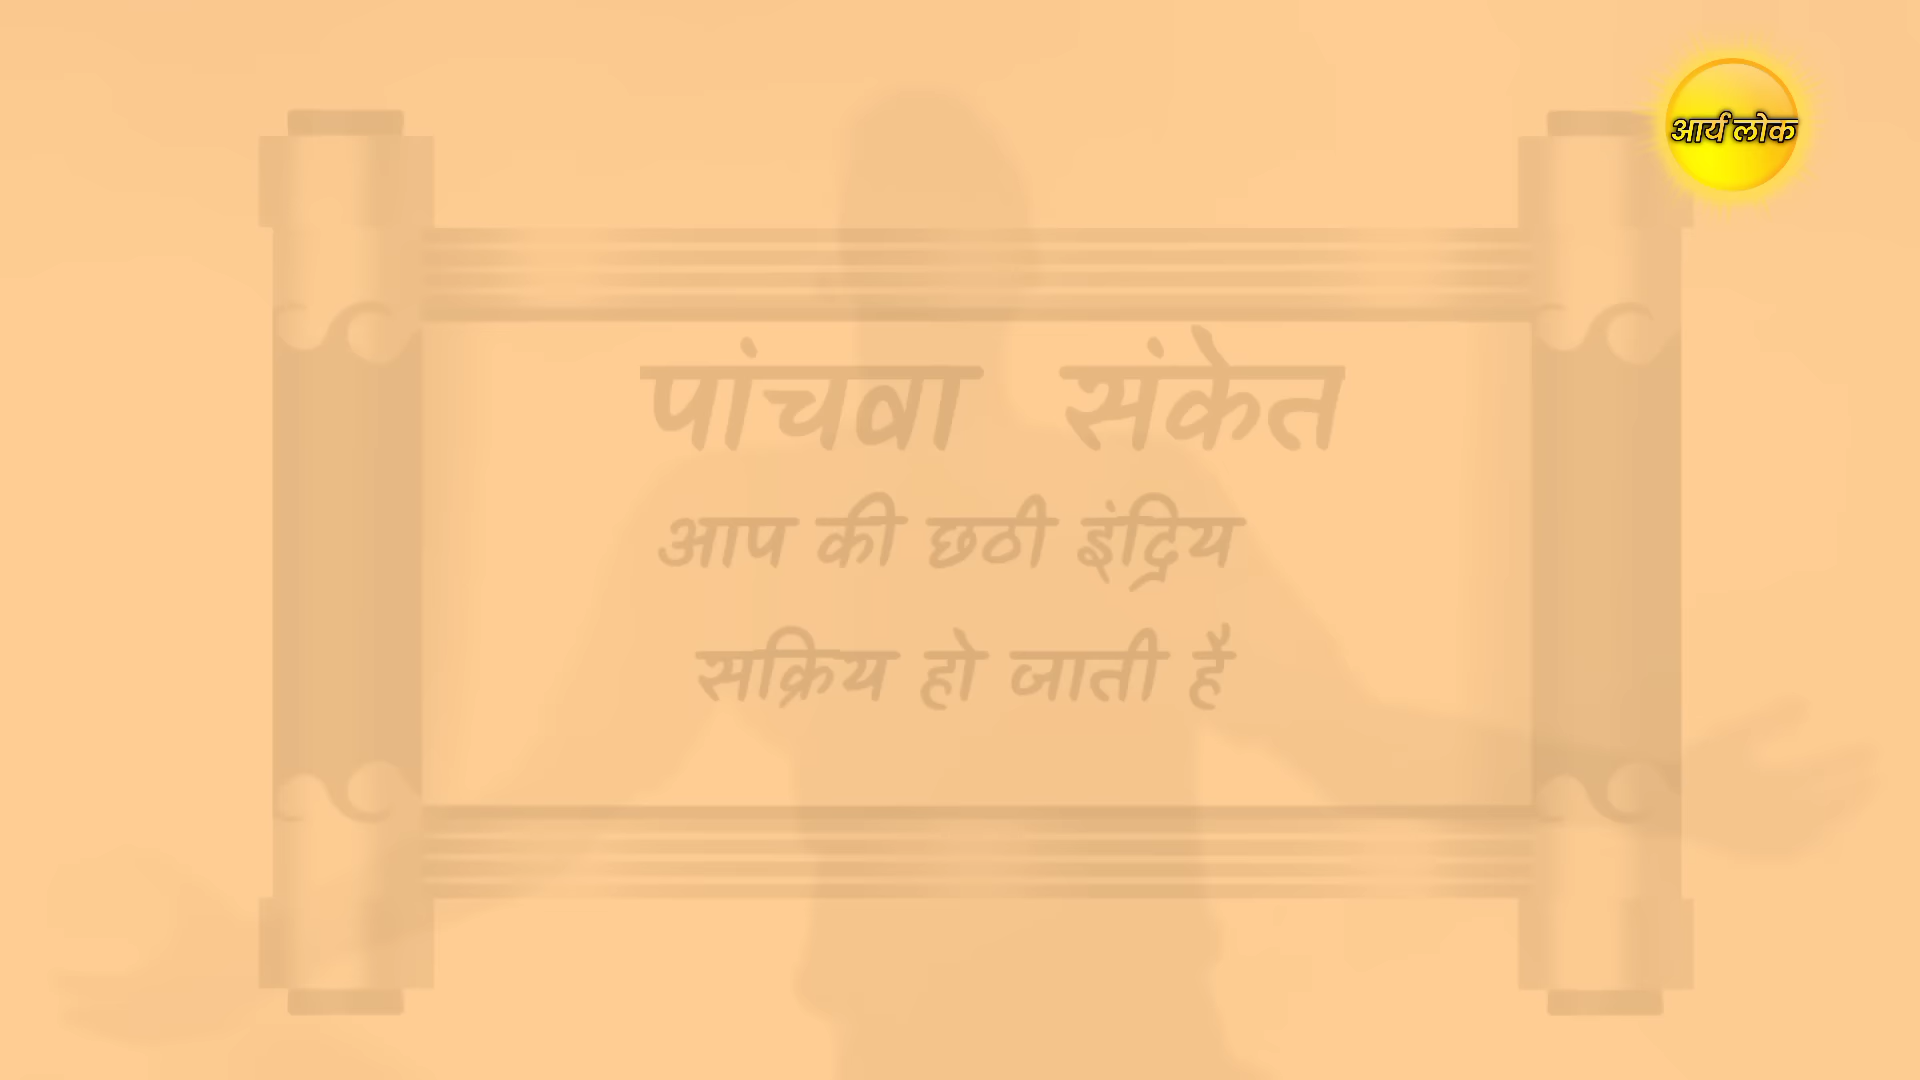 आर्य लोक
पांचवा संकेत
आप की छठी इंद्रिय
सक्रिय हो जाती है